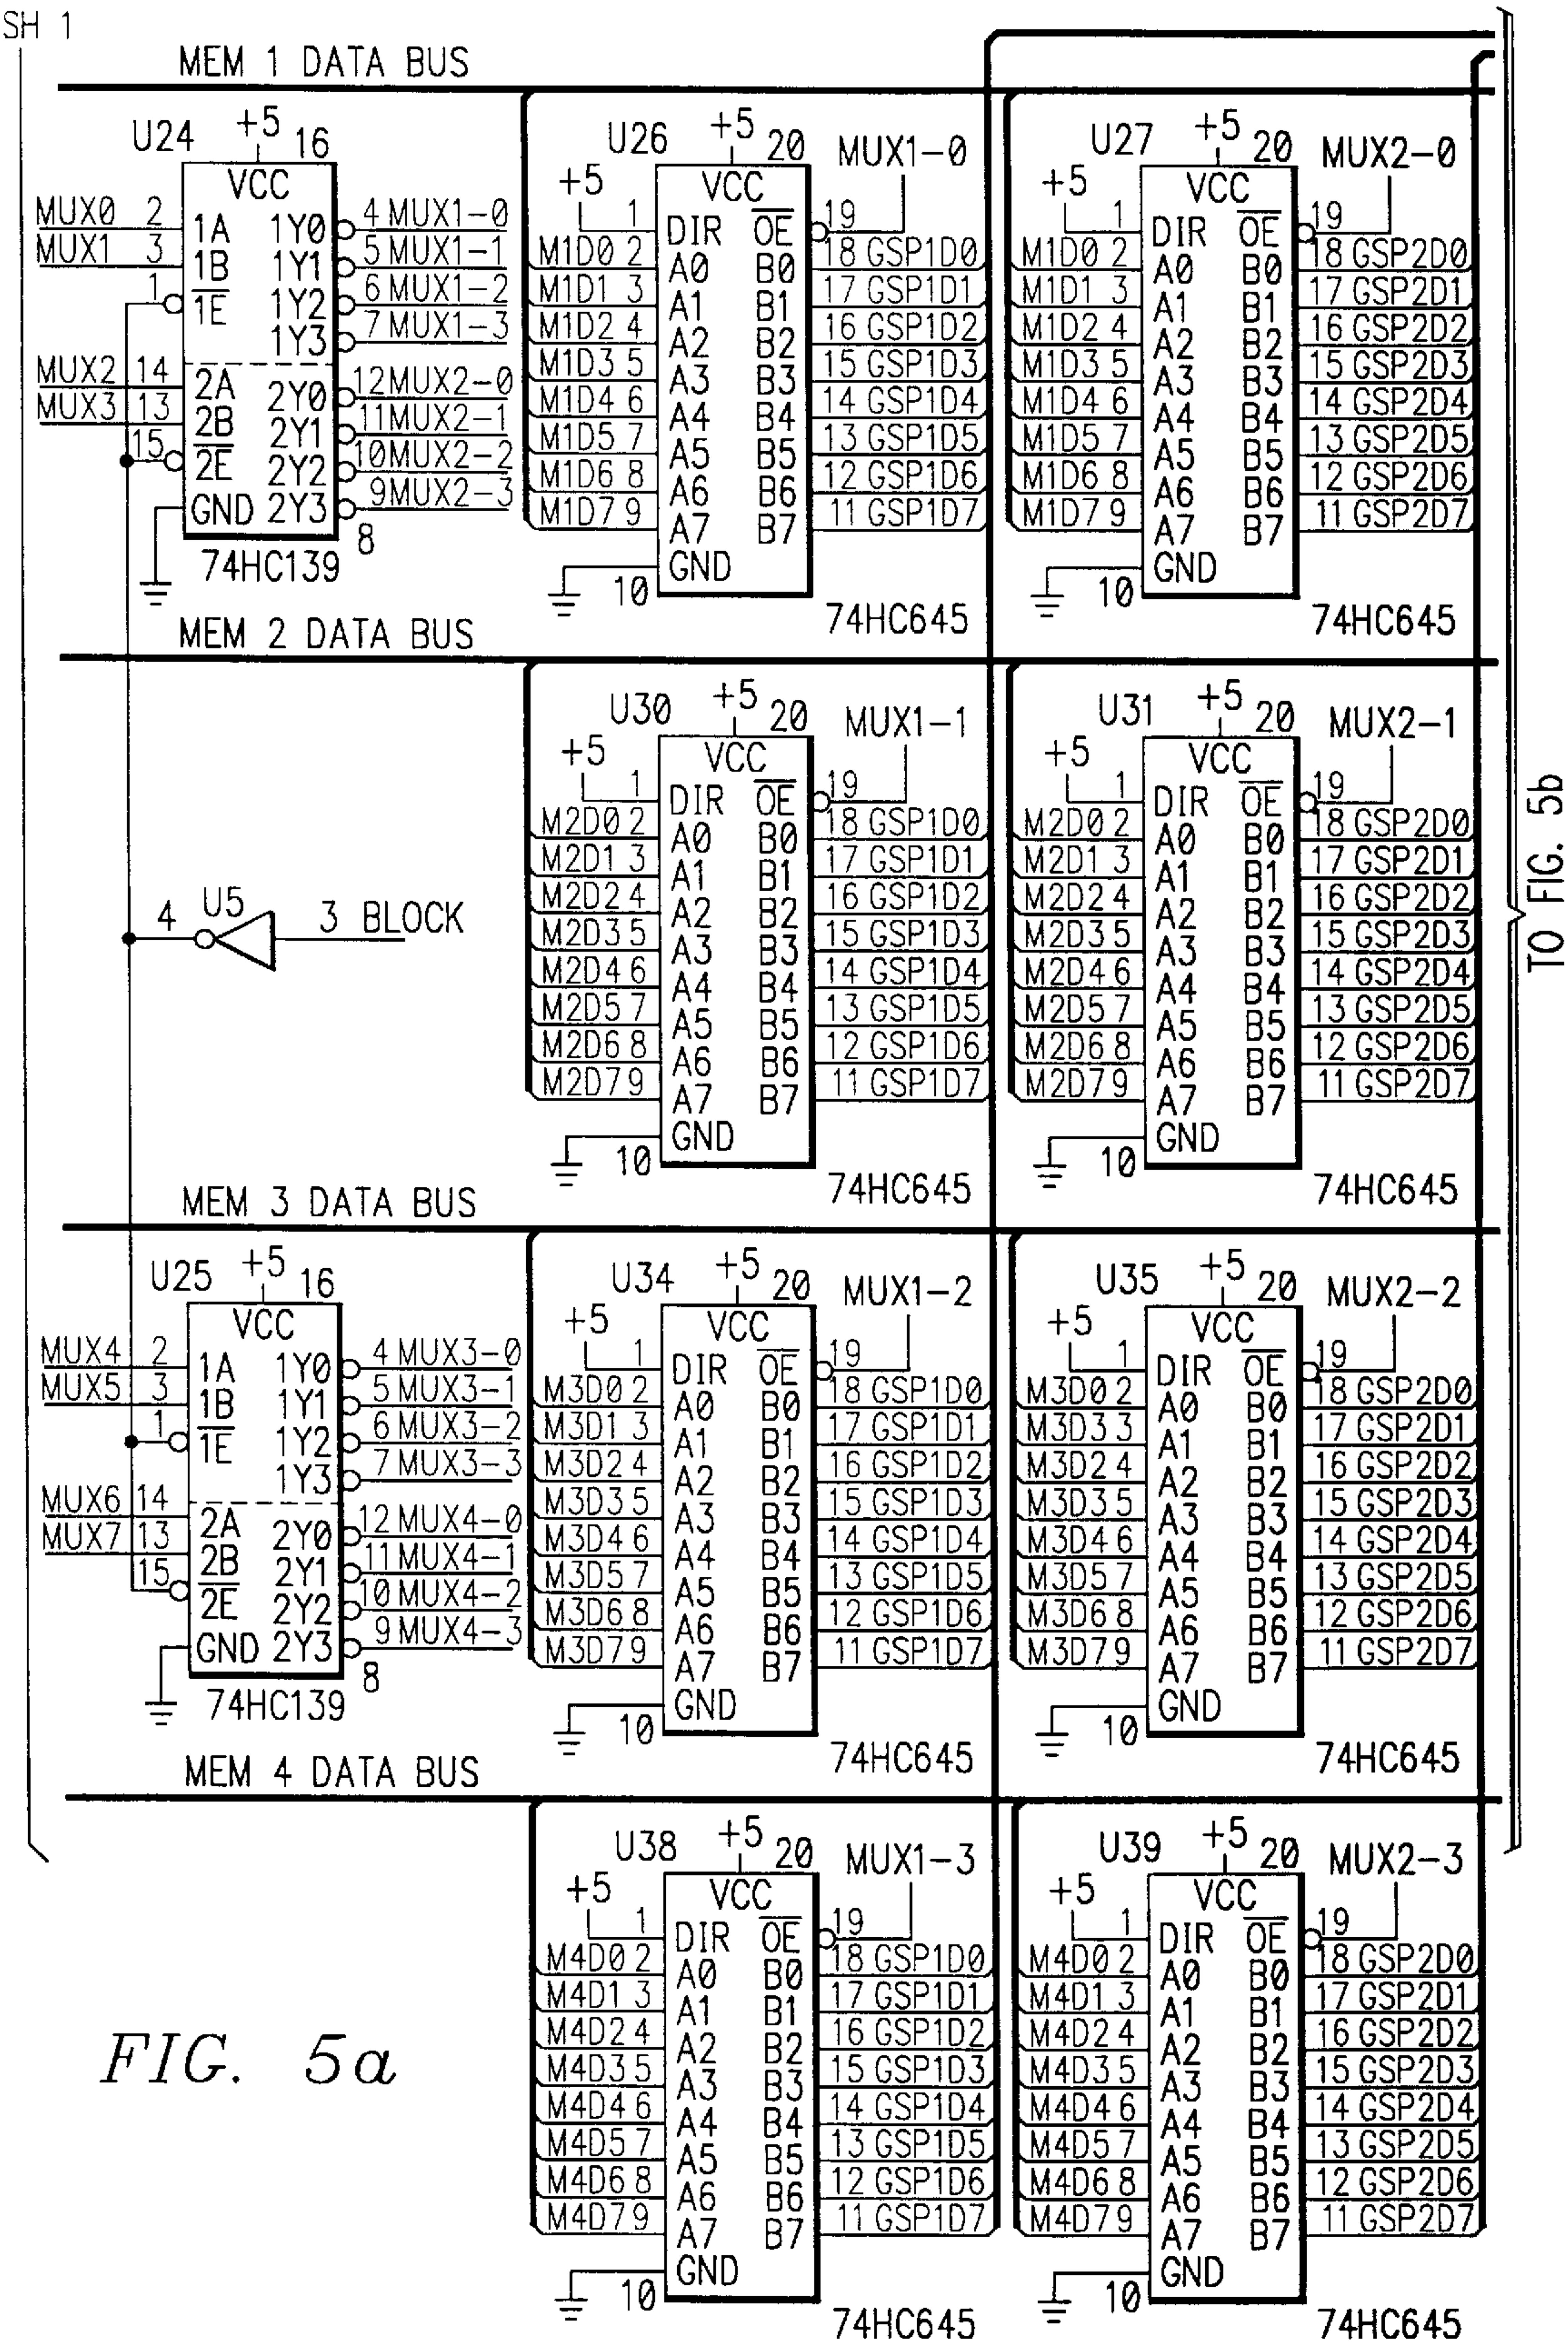 SH 1
MEM 1 DATA BUS
U24 +5 16
VCC
MUX0 2 1A 1Y0 4 MUX1-0
MUX1 3 1B 1Y1 5 MUX1-1
1 1E 1Y2 6 MUX1-2
1Y3 7 MUX1-3
MUX2 14 2A 2Y0 12 MUX2-0
MUX3 13 2B 2Y1 11 MUX2-1
15 2E 2Y2 10 MUX2-2
GND 2Y3 9 MUX2-3
8
74HC139
U26 +5 20 MUX1-0
VCC
+5 1 DIR OE 19
M1D0 2 A0 B0 18 GSP1D0
M1D1 3 A1 B1 17 GSP1D1
M1D2 4 A2 B2 16 GSP1D2
M1D3 5 A3 B3 15 GSP1D3
M1D4 6 A4 B4 14 GSP1D4
M1D5 7 A5 B5 13 GSP1D5
M1D6 8 A6 B6 12 GSP1D6
M1D7 9 A7 B7 11 GSP1D7
10 GND
74HC645
U27 +5 20 MUX2-0
VCC
+5 1 DIR OE 19
M1D0 2 A0 B0 18 GSP2D0
M1D1 3 A1 B1 17 GSP2D1
M1D2 4 A2 B2 16 GSP2D2
M1D3 5 A3 B3 15 GSP2D3
M1D4 6 A4 B4 14 GSP2D4
M1D5 7 A5 B5 13 GSP2D5
M1D6 8 A6 B6 12 GSP2D6
M1D7 9 A7 B7 11 GSP2D7
10 GND
74HC645
MEM 2 DATA BUS
4 U5 3 BLOCK
U30 +5 20 MUX1-1
VCC
+5 1 DIR OE 19
M2D0 2 A0 B0 18 GSP1D0
M2D1 3 A1 B1 17 GSP1D1
M2D2 4 A2 B2 16 GSP1D2
M2D3 5 A3 B3 15 GSP1D3
M2D4 6 A4 B4 14 GSP1D4
M2D5 7 A5 B5 13 GSP1D5
M2D6 8 A6 B6 12 GSP1D6
M2D7 9 A7 B7 11 GSP1D7
10 GND
74HC645
U31 +5 20 MUX2-1
VCC
+5 1 DIR OE 19
M2D0 2 A0 B0 18 GSP2D0
M2D1 3 A1 B1 17 GSP2D1
M2D2 4 A2 B2 16 GSP2D2
M2D3 5 A3 B3 15 GSP2D3
M2D4 6 A4 B4 14 GSP2D4
M2D5 7 A5 B5 13 GSP2D5
M2D6 8 A6 B6 12 GSP2D6
M2D7 9 A7 B7 11 GSP2D7
10 GND
74HC645
TO FIG. 5b
MEM 3 DATA BUS
U25 +5 16
VCC
MUX4 2 1A 1Y0 4 MUX3-0
MUX5 3 1B 1Y1 5 MUX3-1
1 1E 1Y2 6 MUX3-2
1Y3 7 MUX3-3
MUX6 14 2A 2Y0 12 MUX4-0
MUX7 13 2B 2Y1 11 MUX4-1
15 2E 2Y2 10 MUX4-2
GND 2Y3 9 MUX4-3
8
74HC139
U34 +5 20 MUX1-2
VCC
+5 1 DIR OE 19
M3D0 2 A0 B0 18 GSP1D0
M3D1 3 A1 B1 17 GSP1D1
M3D2 4 A2 B2 16 GSP1D2
M3D3 5 A3 B3 15 GSP1D3
M3D4 6 A4 B4 14 GSP1D4
M3D5 7 A5 B5 13 GSP1D5
M3D6 8 A6 B6 12 GSP1D6
M3D7 9 A7 B7 11 GSP1D7
10 GND
74HC645
U35 +5 20 MUX2-2
VCC
+5 1 DIR OE 19
M3D0 2 A0 B0 18 GSP2D0
M3D3 3 A1 B1 17 GSP2D1
M3D2 4 A2 B2 16 GSP2D2
M3D3 5 A3 B3 15 GSP2D3
M3D4 6 A4 B4 14 GSP2D4
M3D5 7 A5 B5 13 GSP2D5
M3D6 8 A6 B6 12 GSP2D6
M3D7 9 A7 B7 11 GSP2D7
10 GND
74HC645
MEM 4 DATA BUS
U38 +5 20 MUX1-3
VCC
+5 1 DIR OE 19
M4D0 2 A0 B0 18 GSP1D0
M4D1 3 A1 B1 17 GSP1D1
M4D2 4 A2 B2 16 GSP1D2
M4D3 5 A3 B3 15 GSP1D3
M4D4 6 A4 B4 14 GSP1D4
M4D5 7 A5 B5 13 GSP1D5
M4D6 8 A6 B6 12 GSP1D6
M4D7 9 A7 B7 11 GSP1D7
10 GND
74HC645
U39 +5 20 MUX2-3
VCC
+5 1 DIR OE 19
M4D0 2 A0 B0 18 GSP2D0
M4D1 3 A1 B1 17 GSP2D1
M4D2 4 A2 B2 16 GSP2D2
M4D3 5 A3 B3 15 GSP2D3
M4D4 6 A4 B4 14 GSP2D4
M4D5 7 A5 B5 13 GSP2D5
M4D6 8 A6 B6 12 GSP2D6
M4D7 9 A7 B7 11 GSP2D7
10 GND
74HC645
FIG. 5a